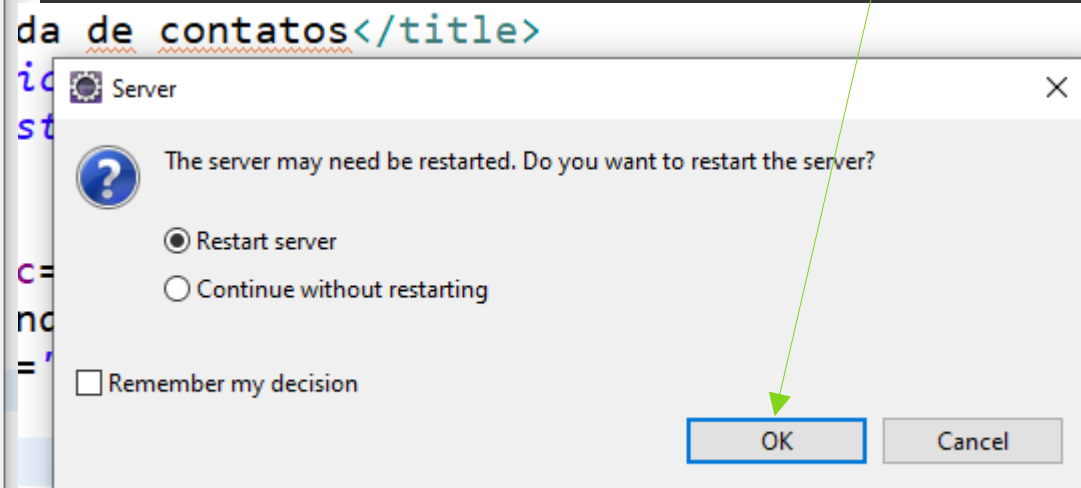 da de contatos</title>
Server
The server may need be restarted. Do you want to restart the server?
Restart server
Continue without restarting
Remember my decision
OK
Cancel